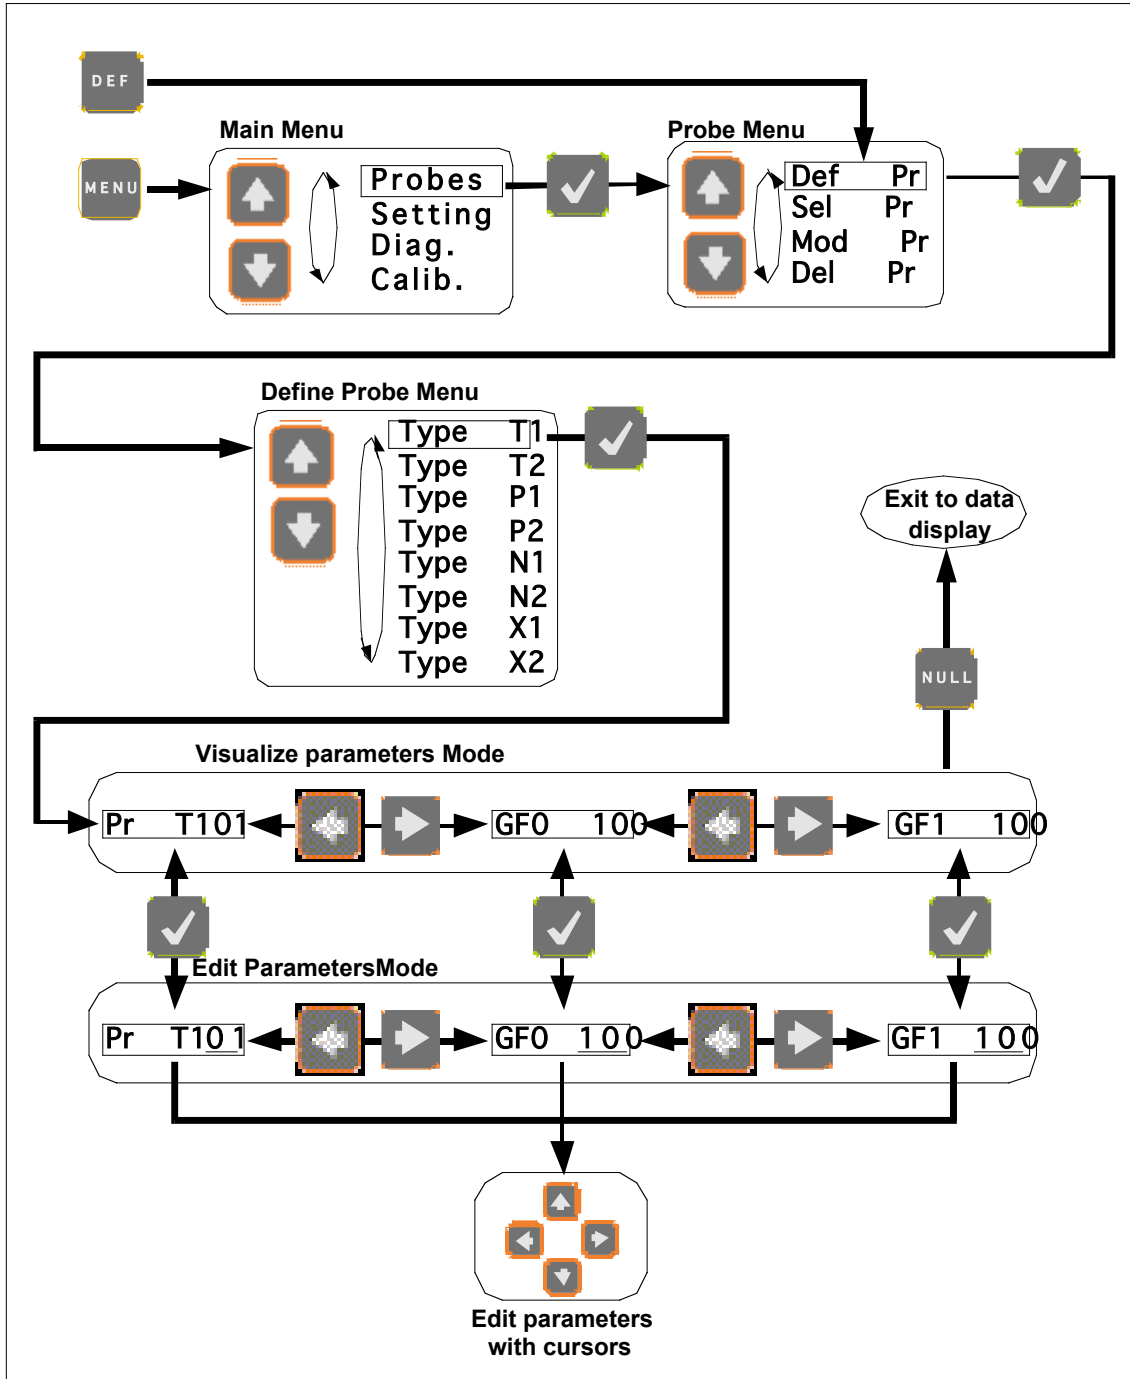 DEF
Main Menu
Probe Menu
MENU
Probes
Setting
Diag.
Calib.
Def Pr
Sel Pr
Mod Pr
Del Pr
Define Probe Menu
Type T1
Type T2
Type P1
Type P2
Type N1
Type N2
Type X1
Type X2
Exit to data
display
NULL
Visualize parameters Mode
Pr T101
GF0 100
GF1 100
Edit ParametersMode
Pr T101
GF0 100
GF1 100
Edit parameters
with cursors